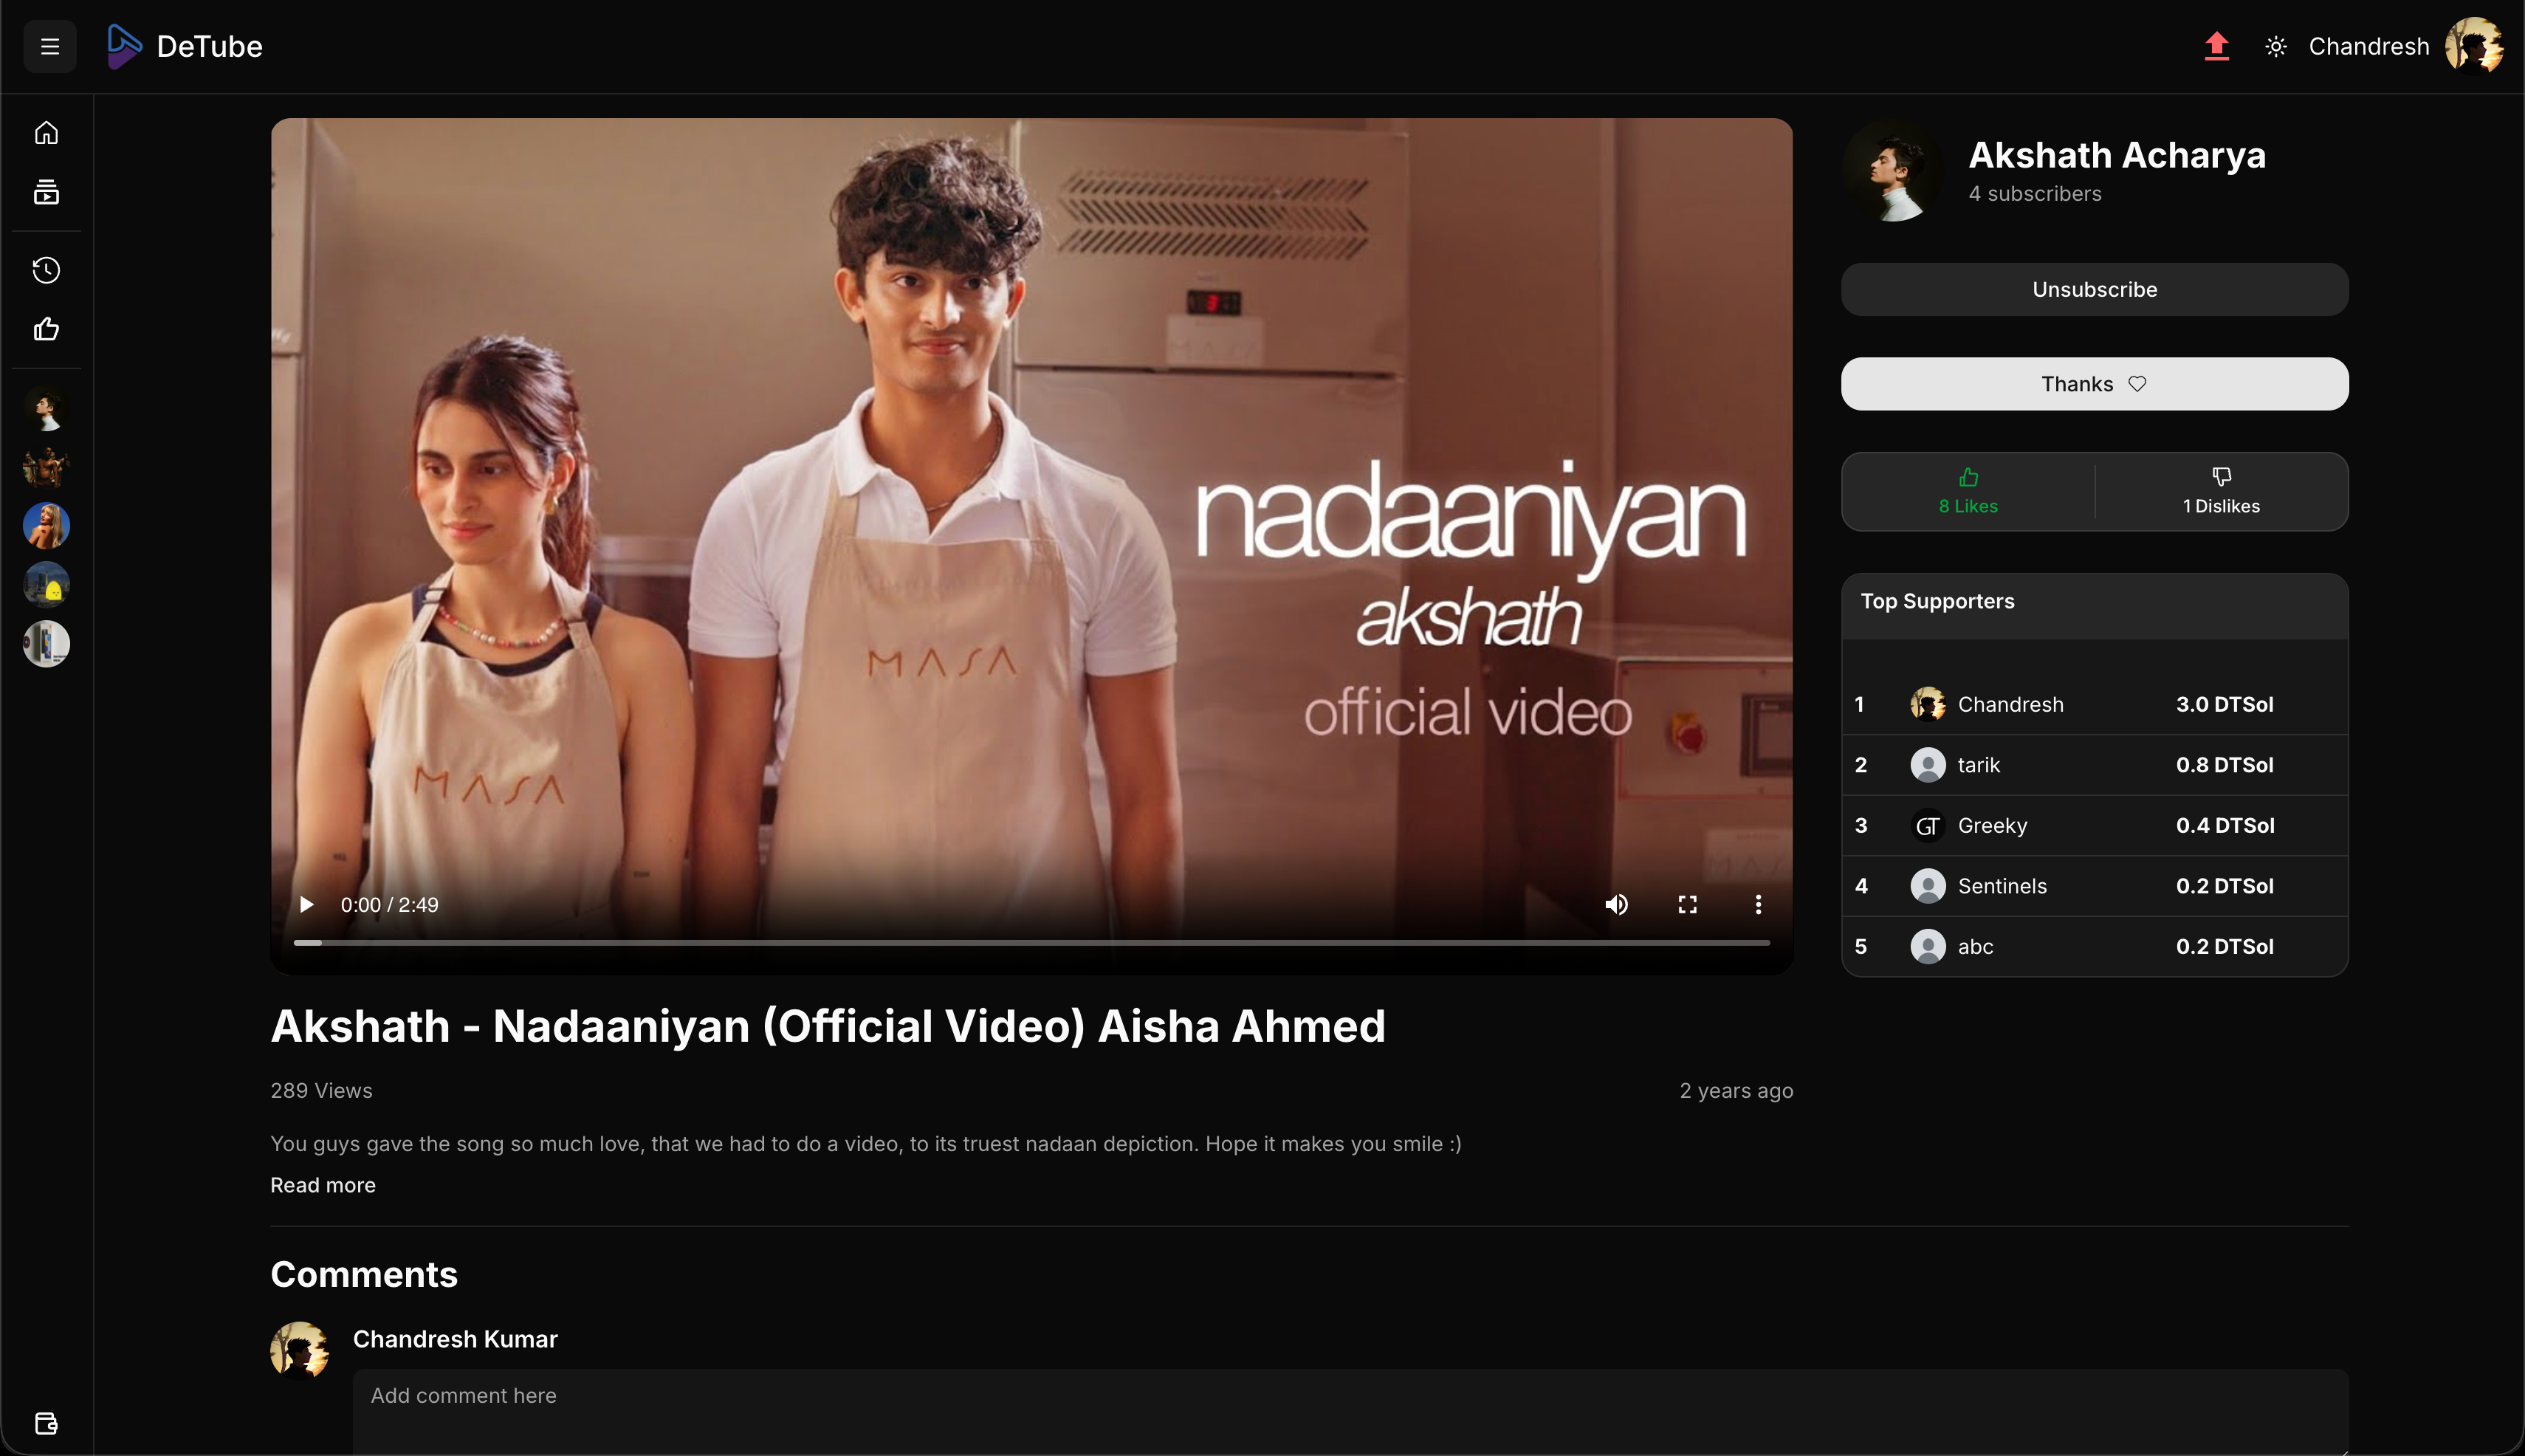 DeTube
Chandresh
nadaaniyan
akshath
official video
MASA
MASA
3
0:00 / 2:49
Akshath Acharya
4 subscribers
Unsubscribe
Thanks
8 Likes
1 Dislikes
Top Supporters
1 Chandresh 3.0 DTSol
2 tarik 0.8 DTSol
3 GT Greeky 0.4 DTSol
4 Sentinels 0.2 DTSol
5 abc 0.2 DTSol
Akshath - Nadaaniyan (Official Video) Aisha Ahmed
289 Views 2 years ago
You guys gave the song so much love, that we had to do a video, to its truest nadaan depiction. Hope it makes you smile :)
Read more
Comments
Chandresh Kumar
Add comment here